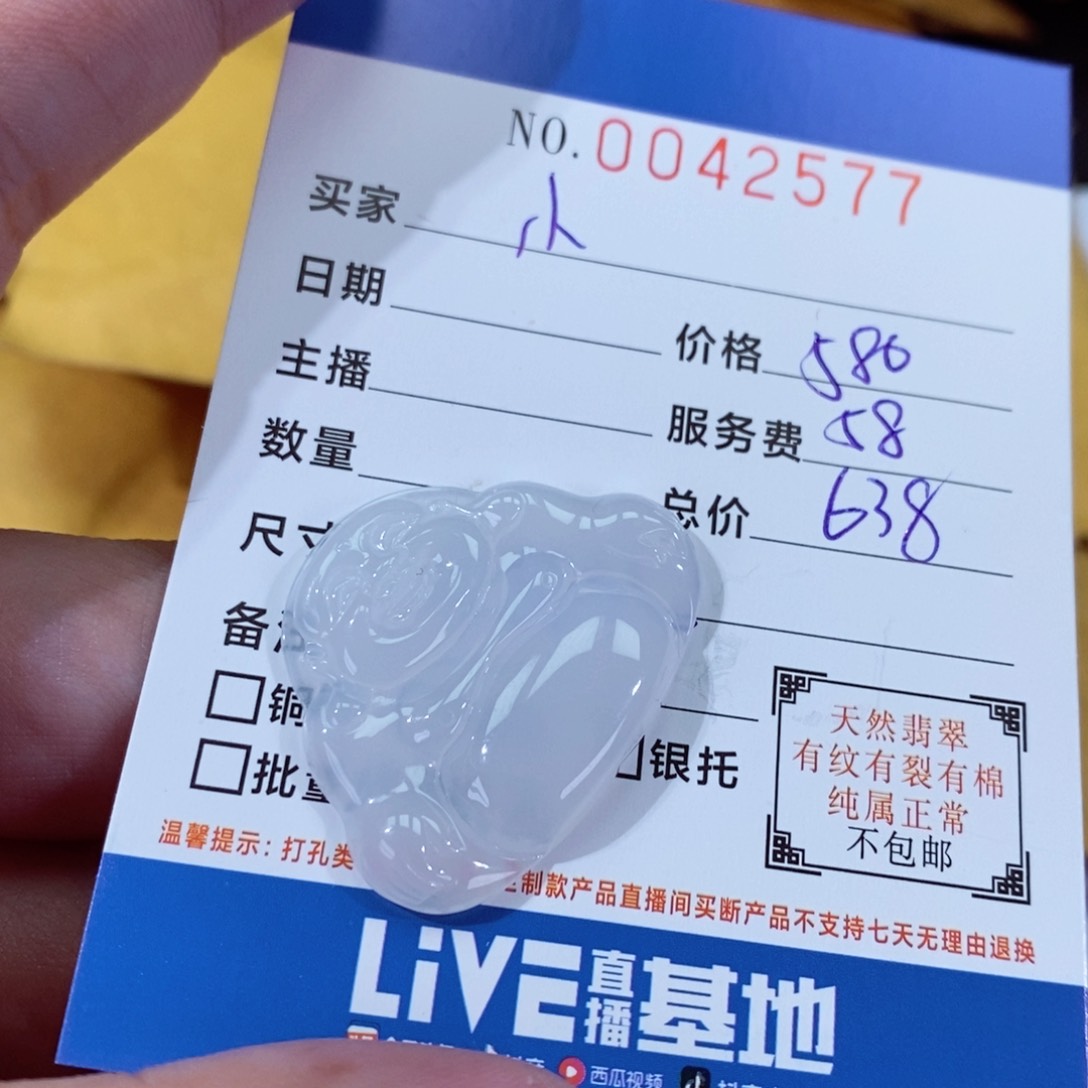 NO. 0042577
买家 小
日期
价格 580
主播
服务费 58
数量
总价 638
尺寸
备注
□铜
□银托
□批量
天然翡翠
有纹有裂有棉
纯属正常
不包邮
温馨提示：打孔类 制款产品直播间买断产品不支持七天无理由退换
LiVE直播基地
西瓜视频